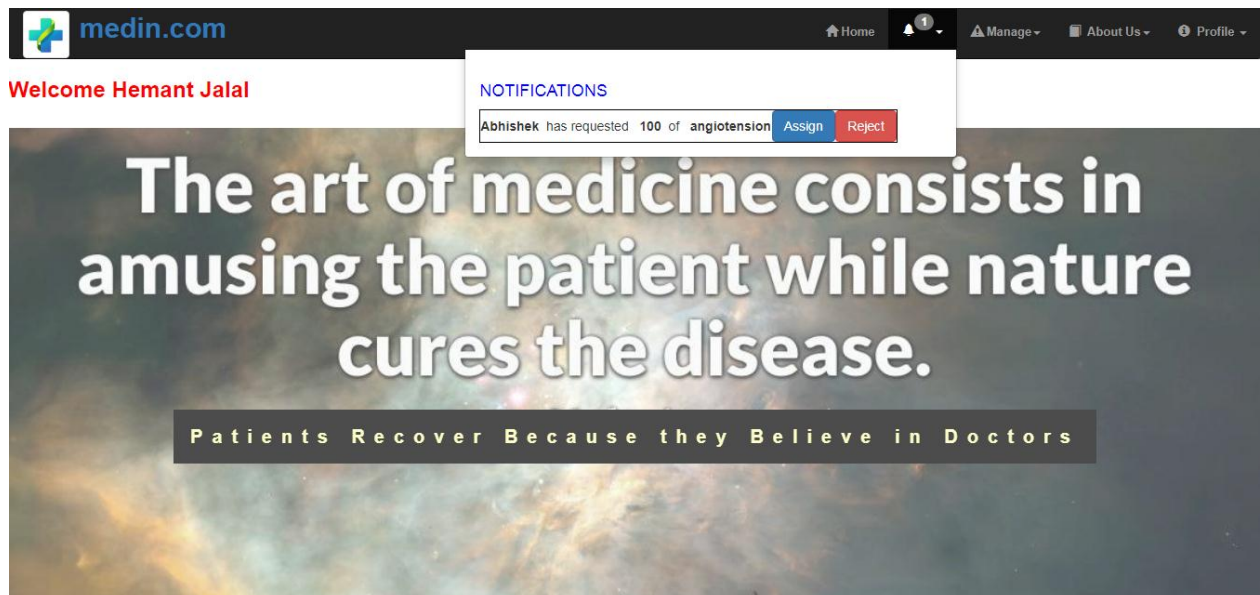 medin.com
Home 1 Manage About Us Profile
Welcome Hemant Jalal
NOTIFICATIONS
Abhishek has requested 100 of angiotension Assign Reject
The art of medicine consists in
amusing the patient while nature
cures the disease.
Patients Recover Because they Believe in Doctors